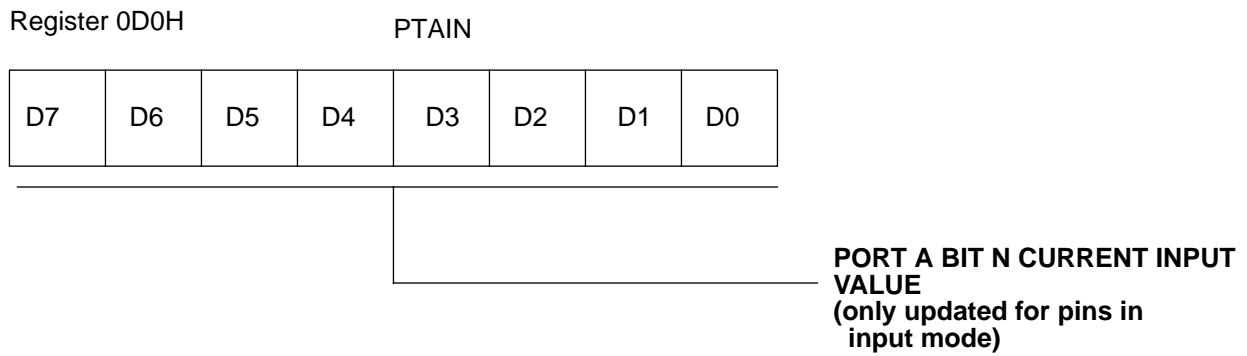 Register 0D0H PTAIN
D7 D6 D5 D4 D3 D2 D1 D0
PORT A BIT N CURRENT INPUT
VALUE
(only updated for pins in
input mode)